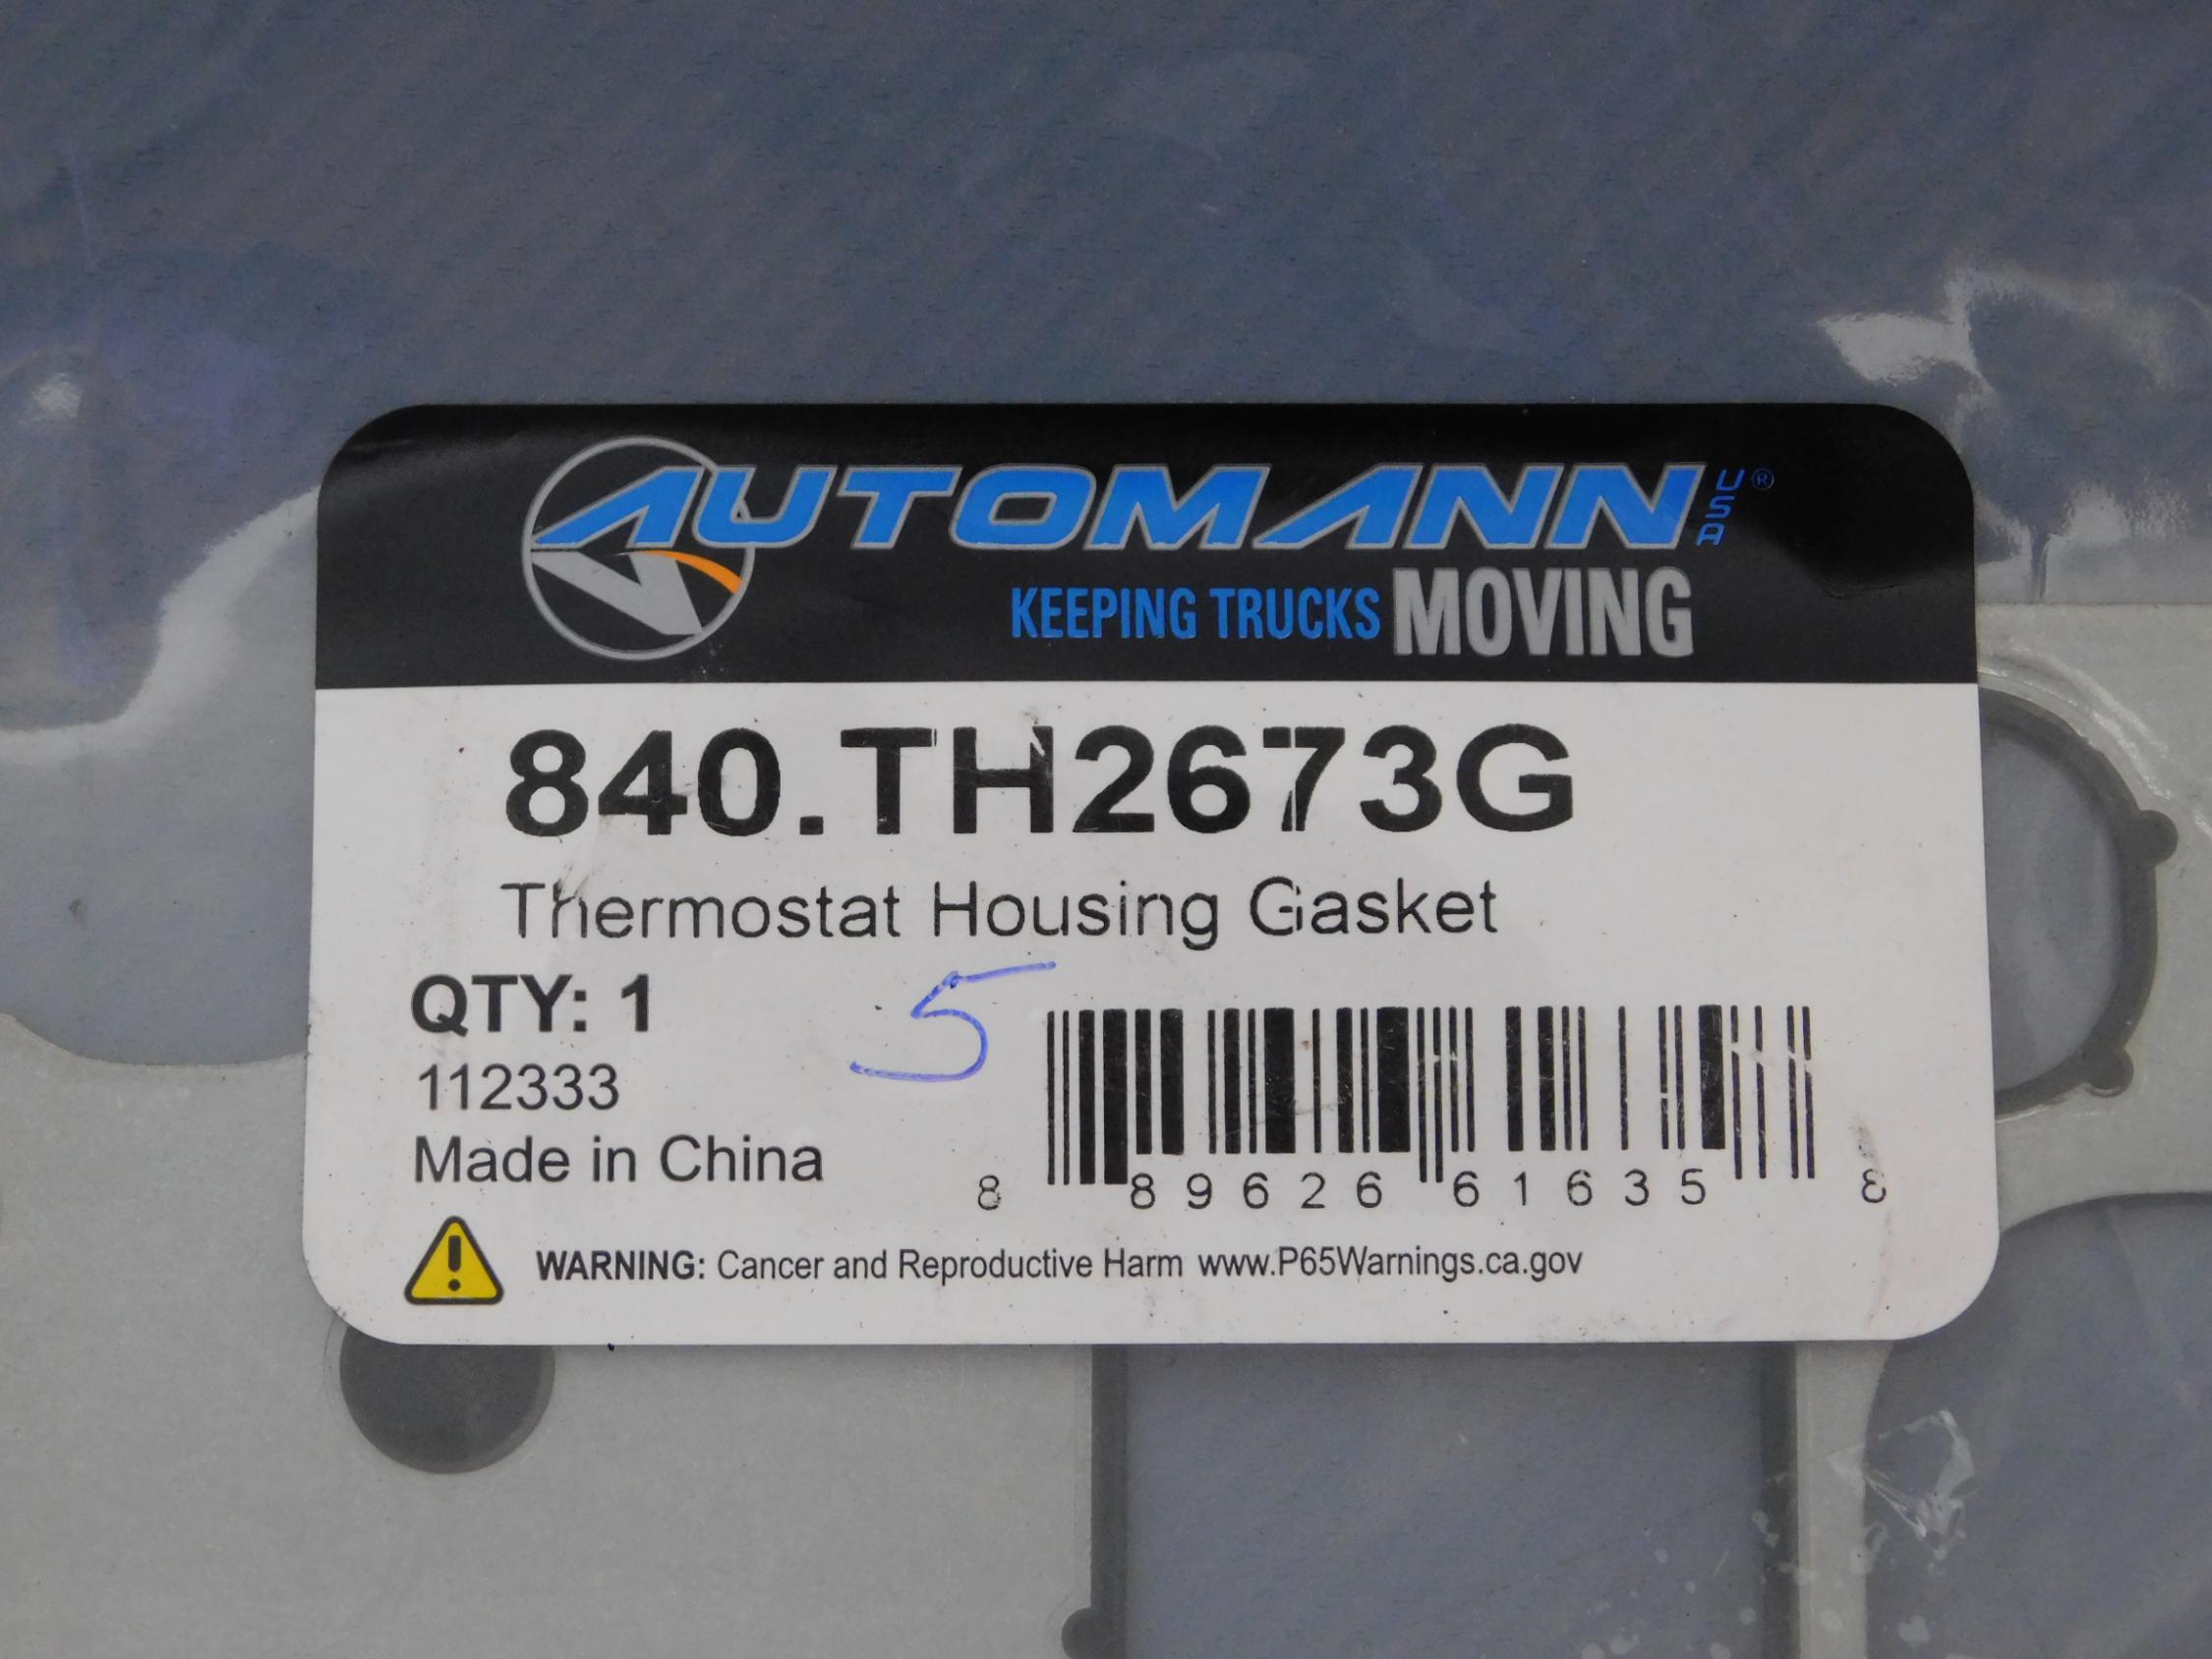 AUTOMANN USA®
KEEPING TRUCKS MOVING
840.TH2673G
Thermostat Housing Gasket
QTY: 1
5
112333
Made in China
8 89626 61635 8
WARNING: Cancer and Reproductive Harm www.P65Warnings.ca.gov